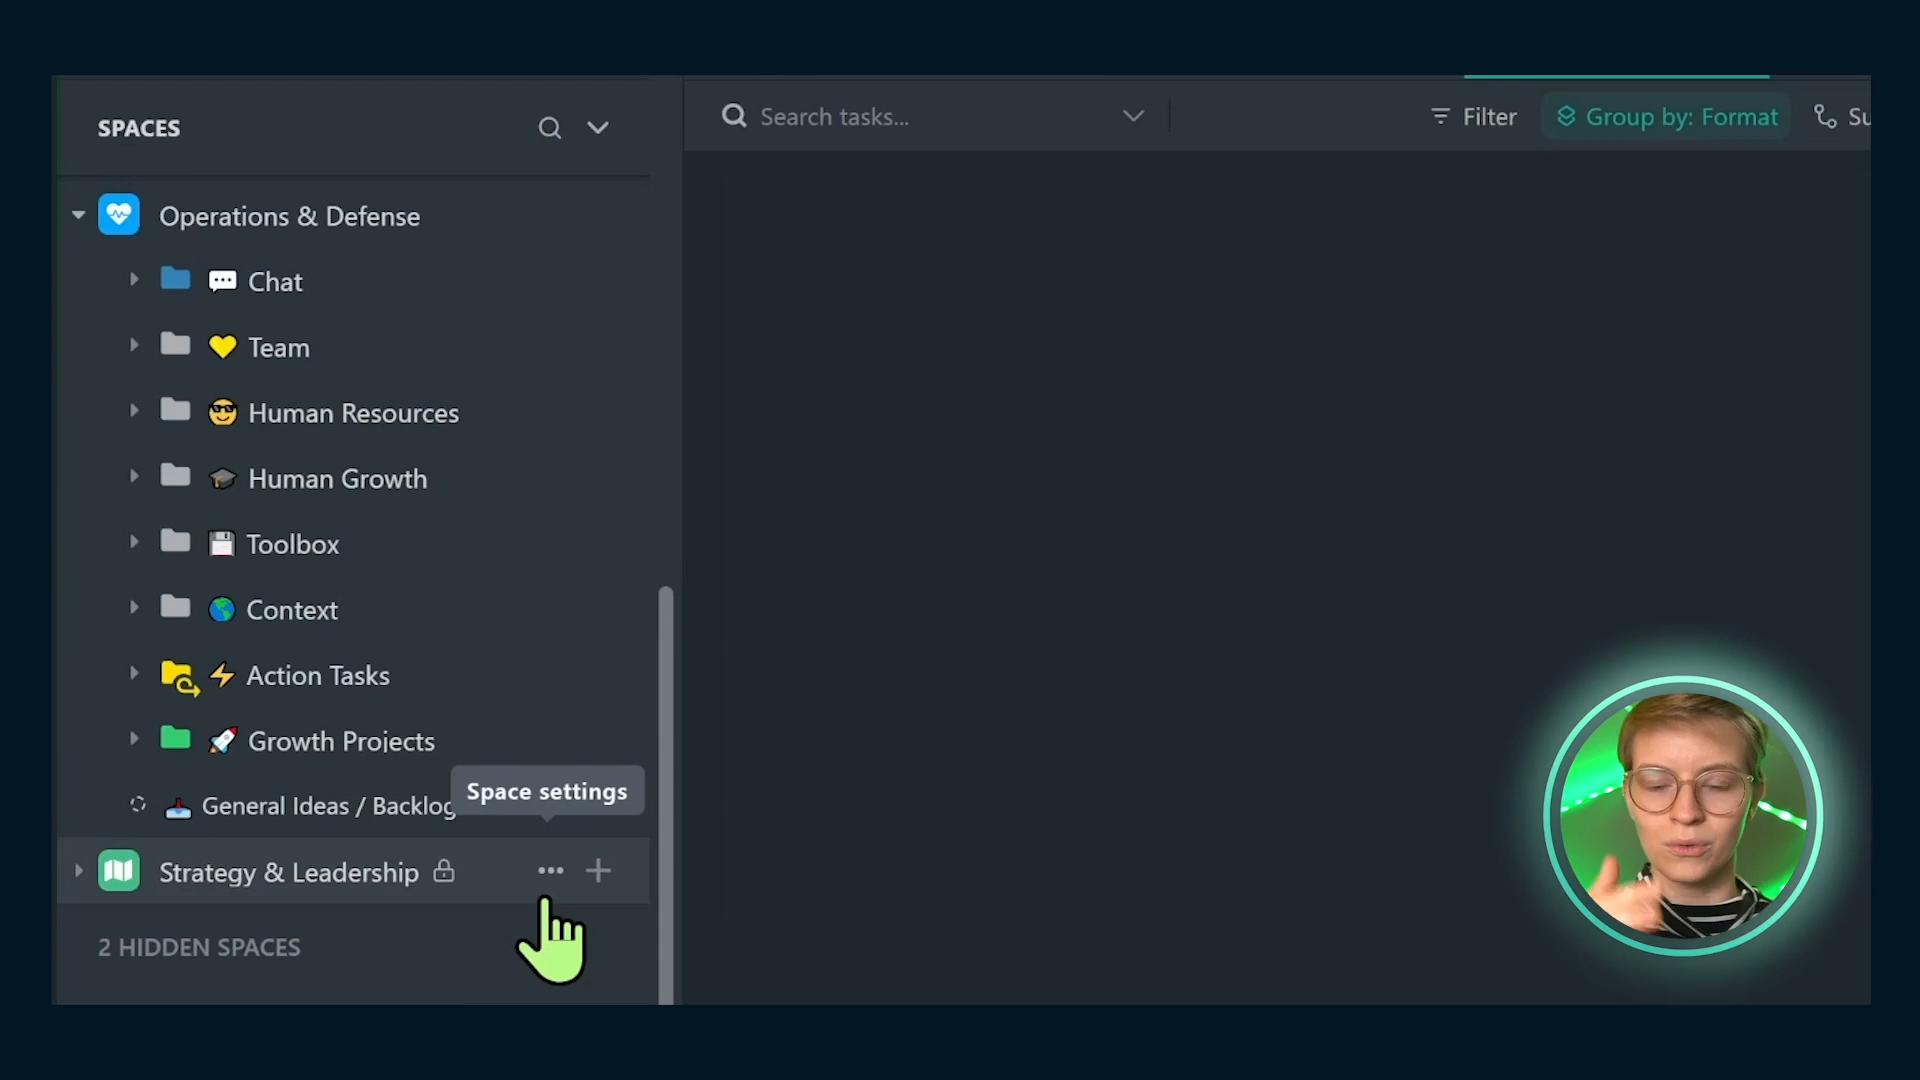 SPACES
Search tasks...
Filter
Group by: Format
Su
Operations & Defense
Chat
Team
Human Resources
Human Growth
Toolbox
Context
Action Tasks
Growth Projects
Space settings
General Ideas / Backlog
Strategy & Leadership
2 HIDDEN SPACES